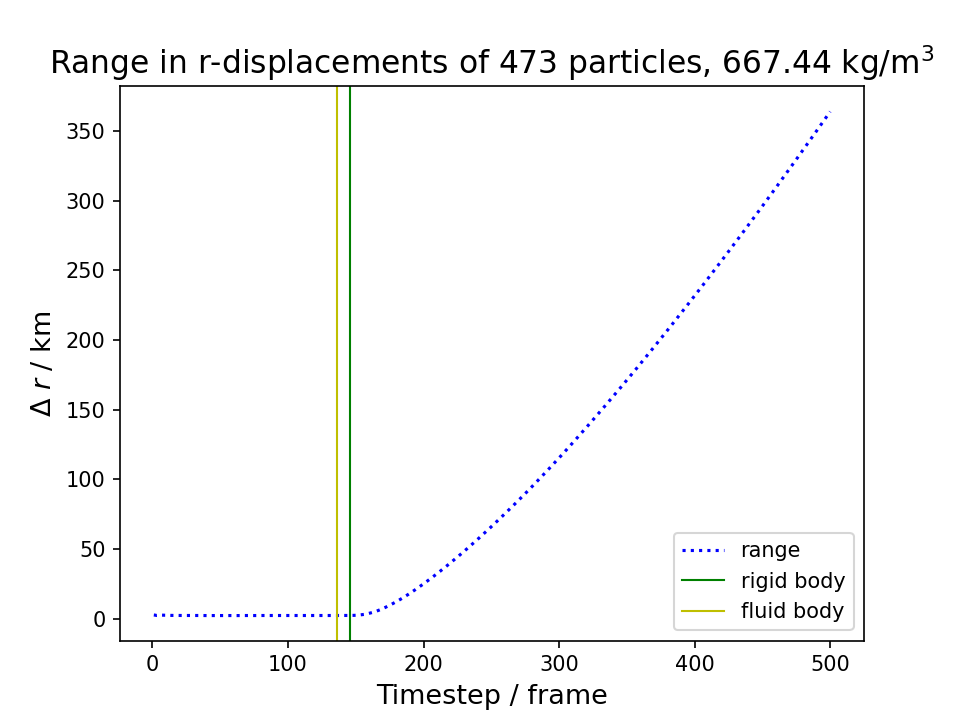 Range in r-displacements of 473 particles, 667.44 kg/m³
Δ r / km
350
300
250
200
150
100
50
0
0 100 200 300 400 500
Timestep / frame
range
rigid body
fluid body